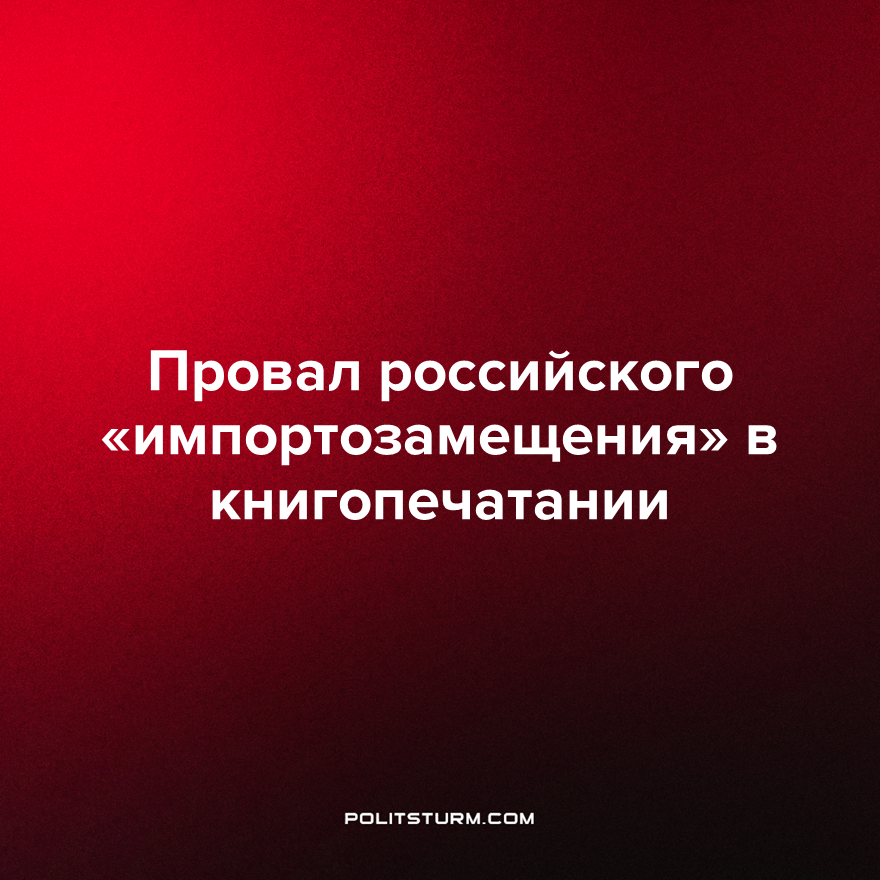 Провал российского
«импортозамещения» в
книгопечатании
POLITSTURM.COM